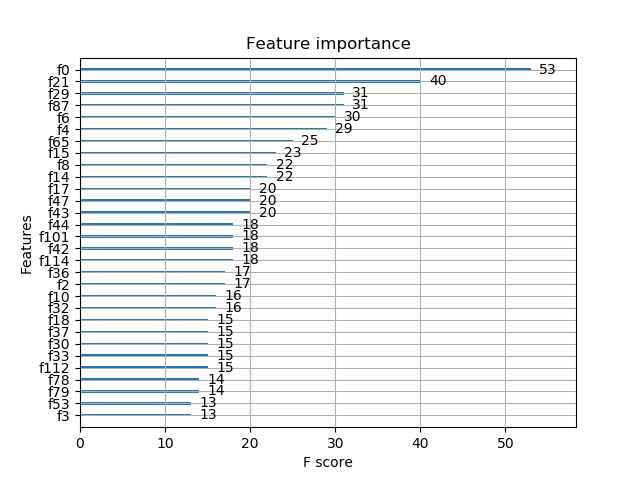 Feature importance
Features
f0 53
f21 40
f29 31
f87 31
f6 30
f4 29
f65 25
f15 23
f8 22
f14 22
f17 20
f47 20
f43 20
f44 18
f101 18
f42 18
f114 18
f36 17
f2 17
f10 16
f32 16
f18 15
f37 15
f30 15
f33 15
f112 15
f78 14
f79 14
f53 13
f3 13
0 10 20 30 40 50
F score